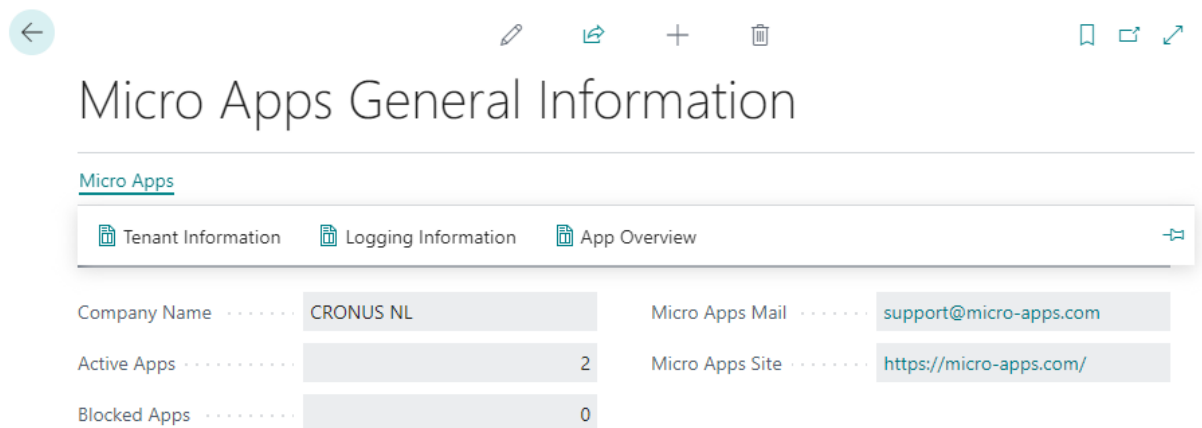 Micro Apps General Information
Micro Apps
Tenant Information Logging Information App Overview
Company Name CRONUS NL Micro Apps Mail support@micro-apps.com
Active Apps 2 Micro Apps Site https://micro-apps.com/
Blocked Apps 0